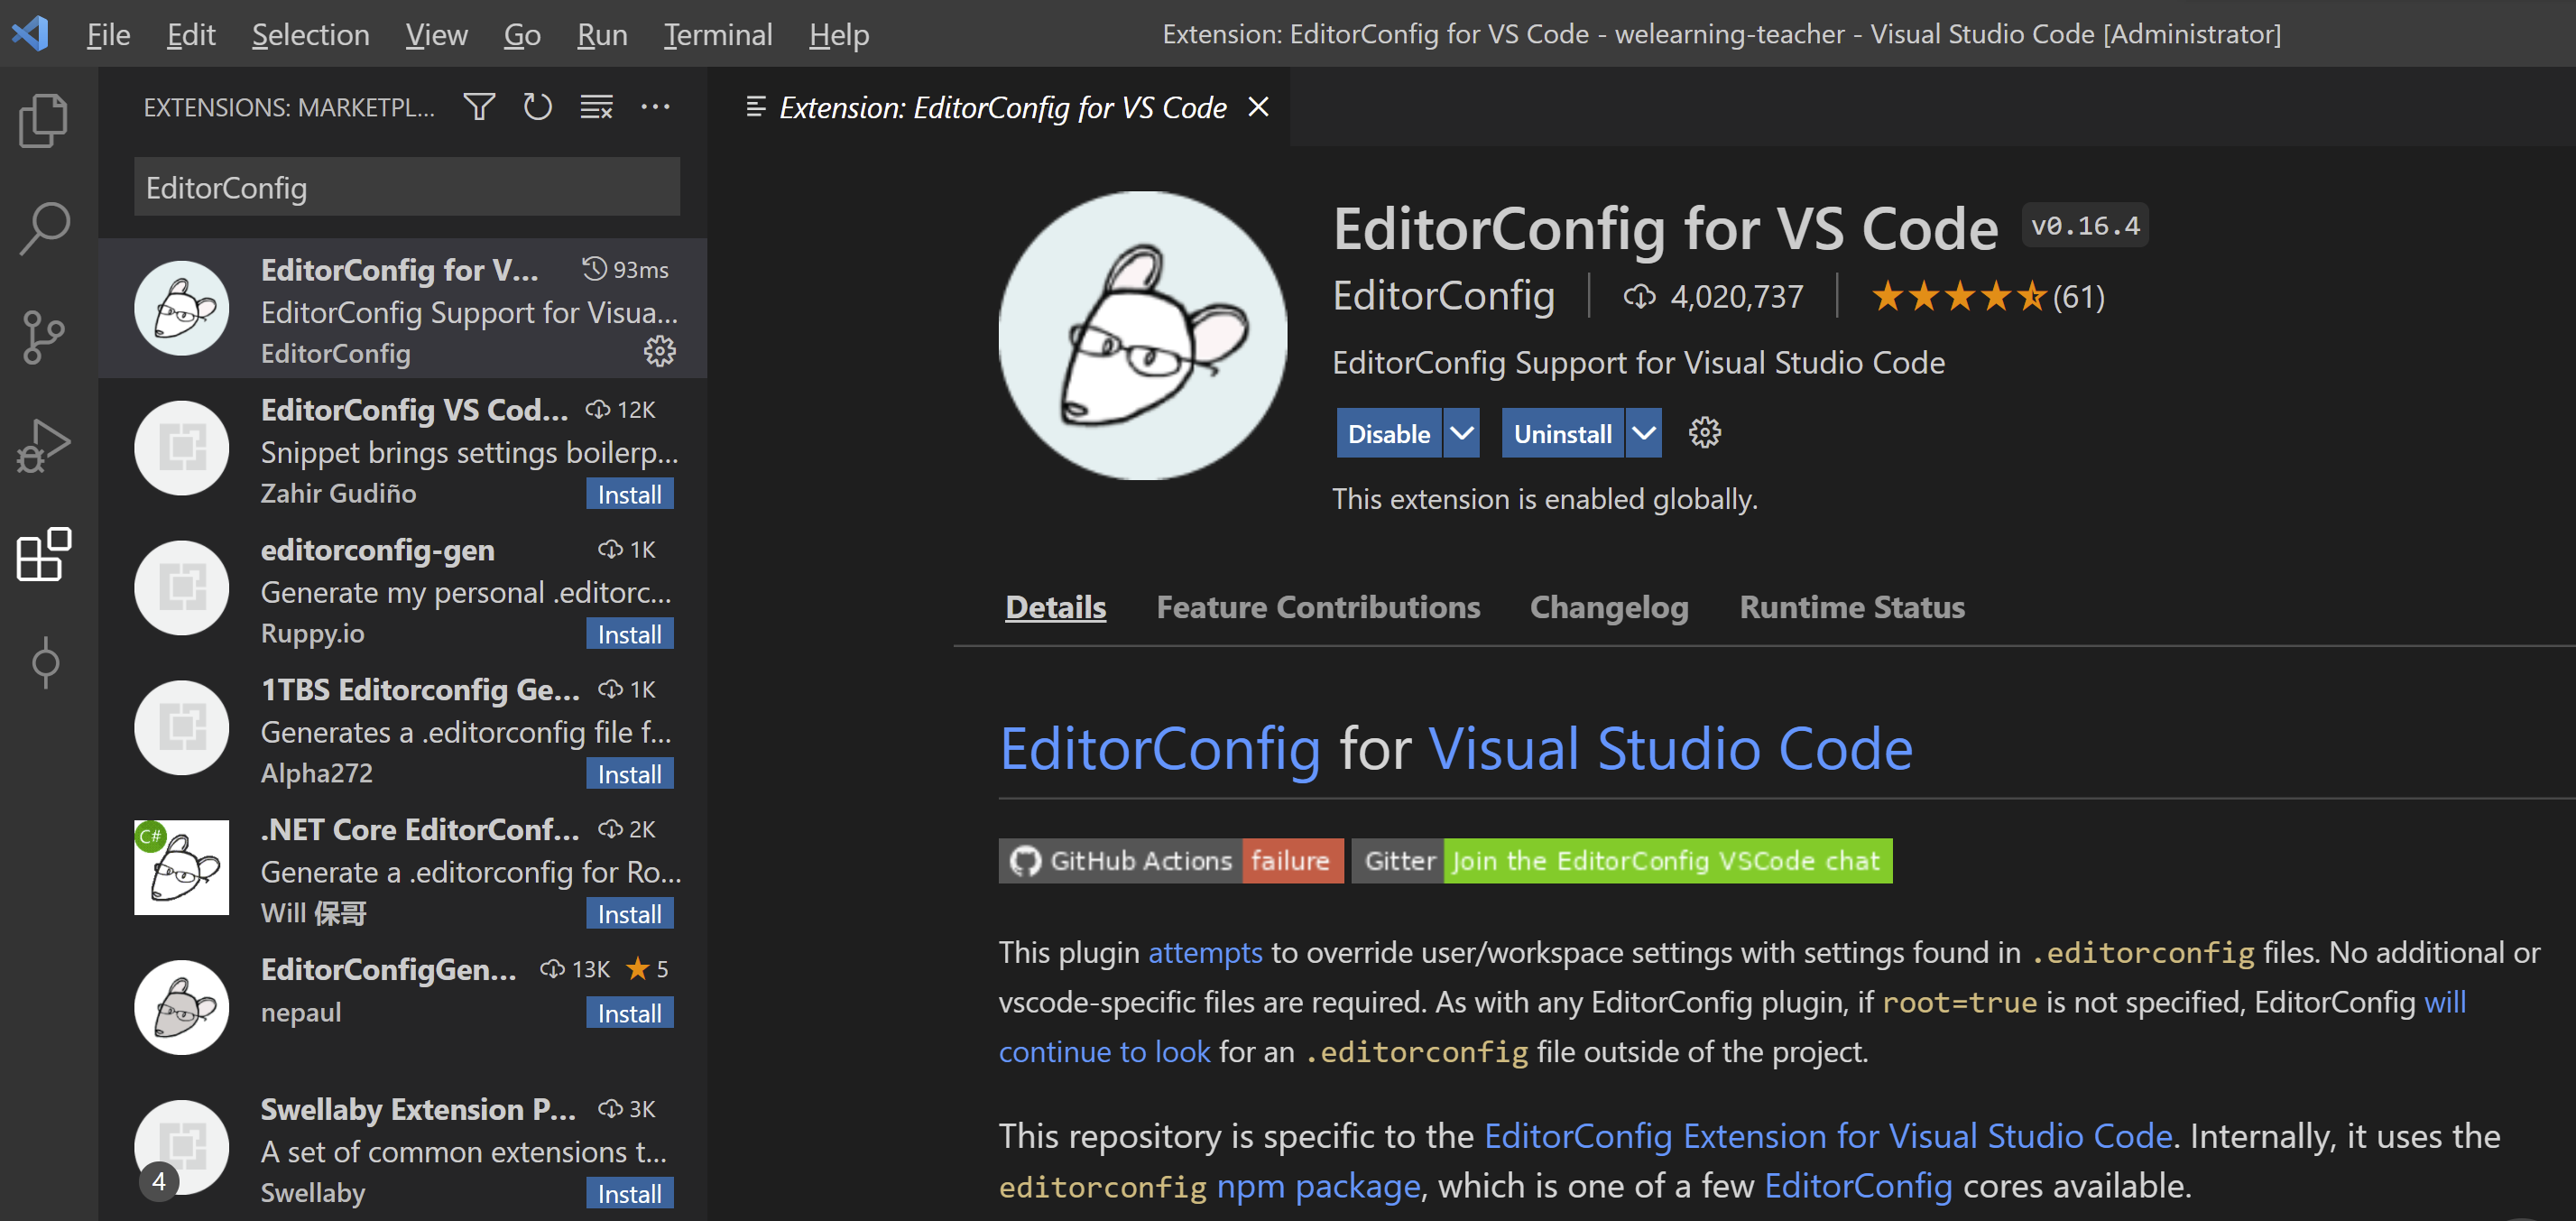 File Edit Selection View Go Run Terminal Help
Extension: EditorConfig for VS Code - welearning-teacher - Visual Studio Code [Administrator]
EXTENSIONS: MARKETPL...
EditorConfig
EditorConfig for V... 93ms
EditorConfig Support for Visua...
EditorConfig
EditorConfig VS Cod... 12K
Snippet brings settings boilerp...
Zahir Gudiño Install
editorconfig-gen 1K
Generate my personal .editorc...
Ruppy.io Install
1TBS Editorconfig Ge... 1K
Generates a .editorconfig file f...
Alpha272 Install
C#
.NET Core EditorConf... 2K
Generate a .editorconfig for Ro...
Will 保哥 Install
EditorConfigGen... 13K ★ 5
nepaul Install
Swellaby Extension P... 3K
A set of common extensions t...
4
Swellaby Install
Extension: EditorConfig for VS Code
EditorConfig for VS Code v0.16.4
EditorConfig 4,020,737 (61)
EditorConfig Support for Visual Studio Code
Disable Uninstall
This extension is enabled globally.
Details Feature Contributions Changelog Runtime Status
EditorConfig for Visual Studio Code
GitHub Actions failure Gitter Join the EditorConfig VSCode chat
This plugin attempts to override user/workspace settings with settings found in .editorconfig files. No additional or
vscode-specific files are required. As with any EditorConfig plugin, if root=true is not specified, EditorConfig will
continue to look for an .editorconfig file outside of the project.
This repository is specific to the EditorConfig Extension for Visual Studio Code. Internally, it uses the
editorconfig npm package, which is one of a few EditorConfig cores available.